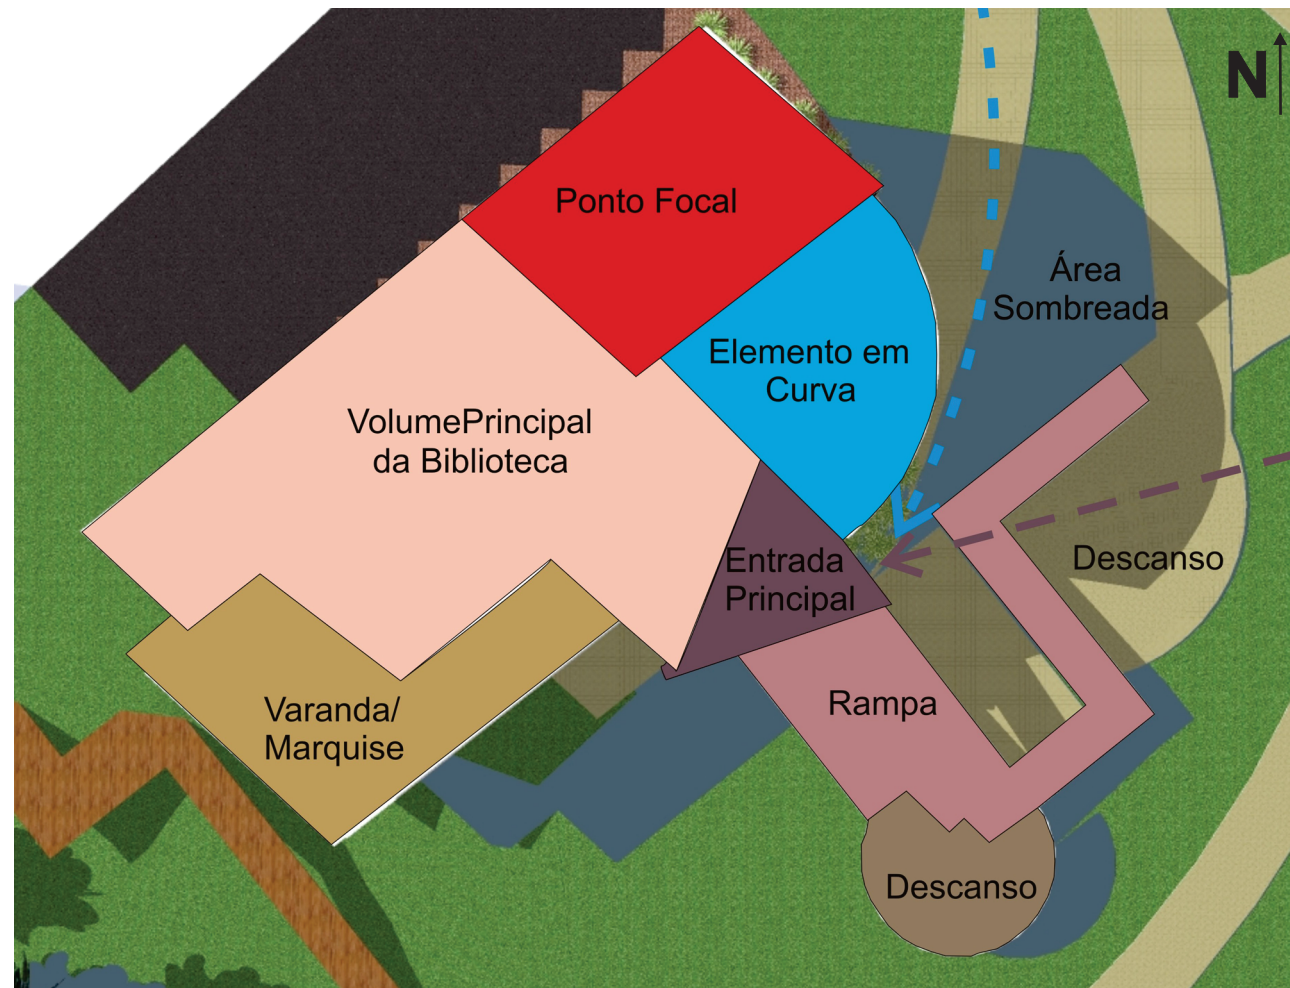 N
Ponto Focal
Área
Sombreada
Elemento em
Curva
VolumePrincipal
da Biblioteca
Entrada
Principal
Descanso
Rampa
Varanda/
Marquise
Descanso